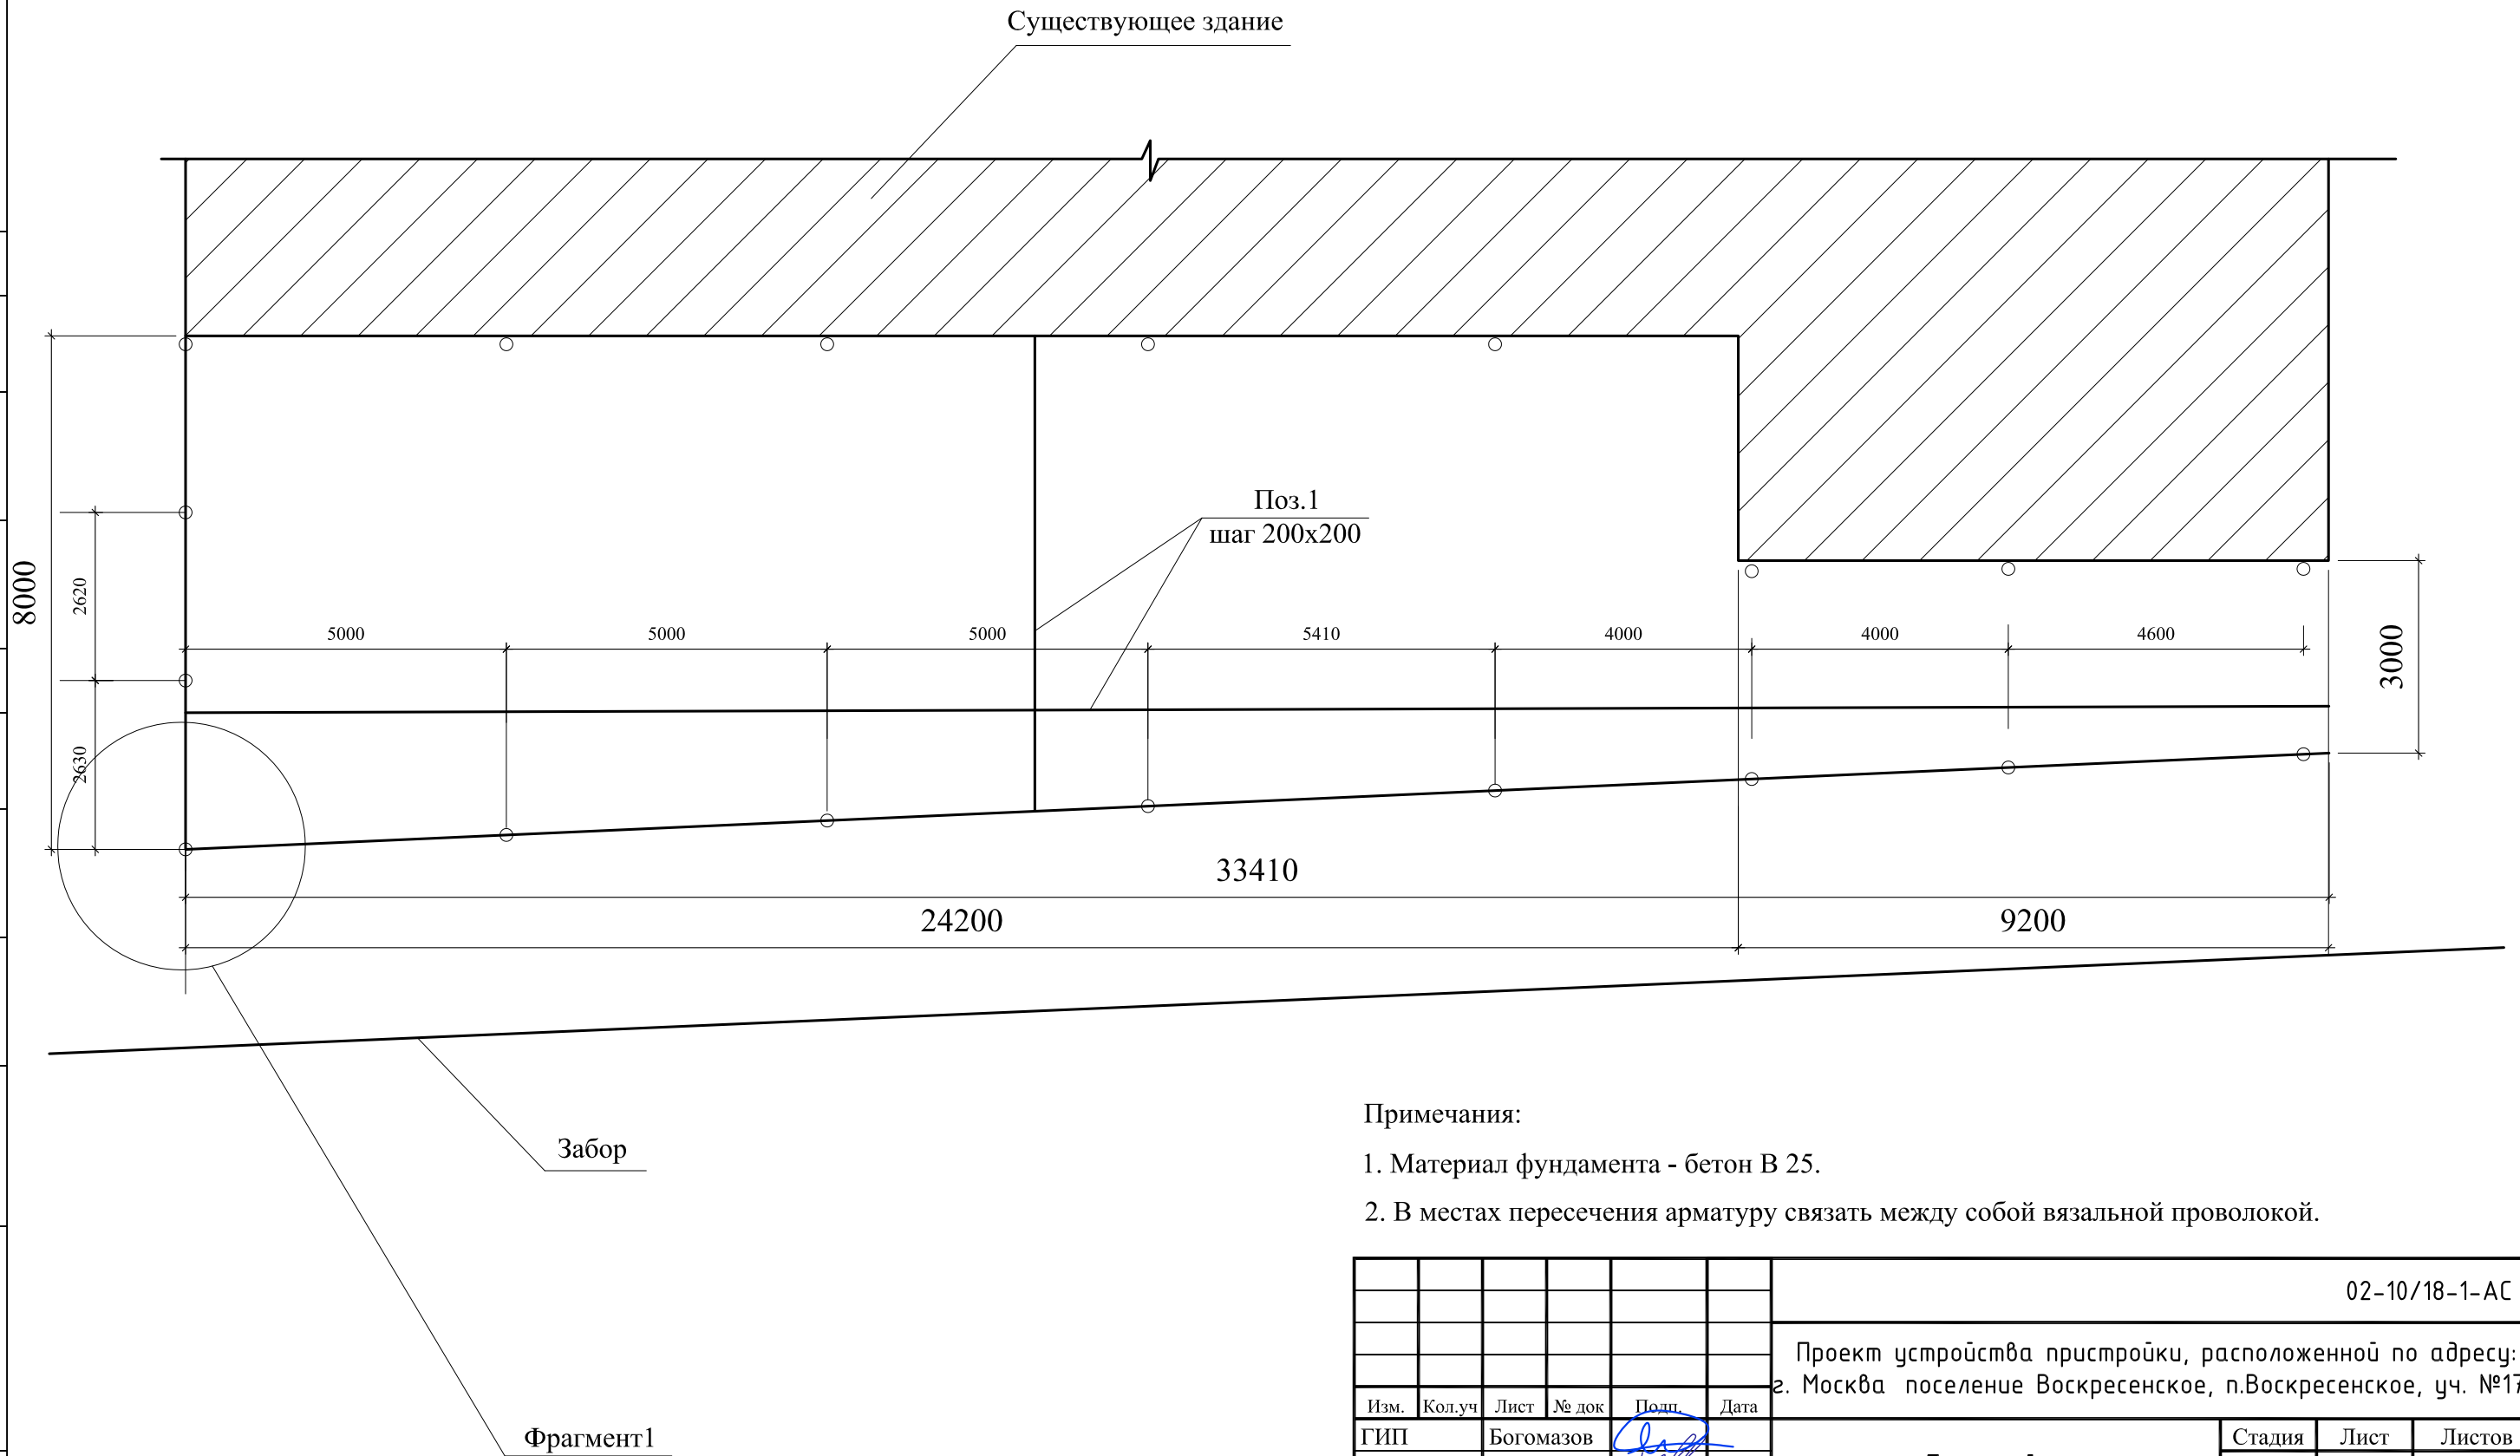 Существующее здание
Поз.1
шаг 200х200
8000
2620
2630
5000
5000
5000
5410
4000
4000
4600
3000
33410
24200
9200
Забор
Фрагмент1
Примечания:
1. Материал фундамента - бетон В 25.
2. В местах пересечения арматуру связать между собой вязальной проволокой.
02-10/18-1-АС
Проект устройства пристройки, расположенной по адресу:
г. Москва поселение Воскресенское, п.Воскресенское, уч. №17
Изм. Кол.уч Лист № док Подп. Дата
ГИП Богомазов
Стадия Лист Листов